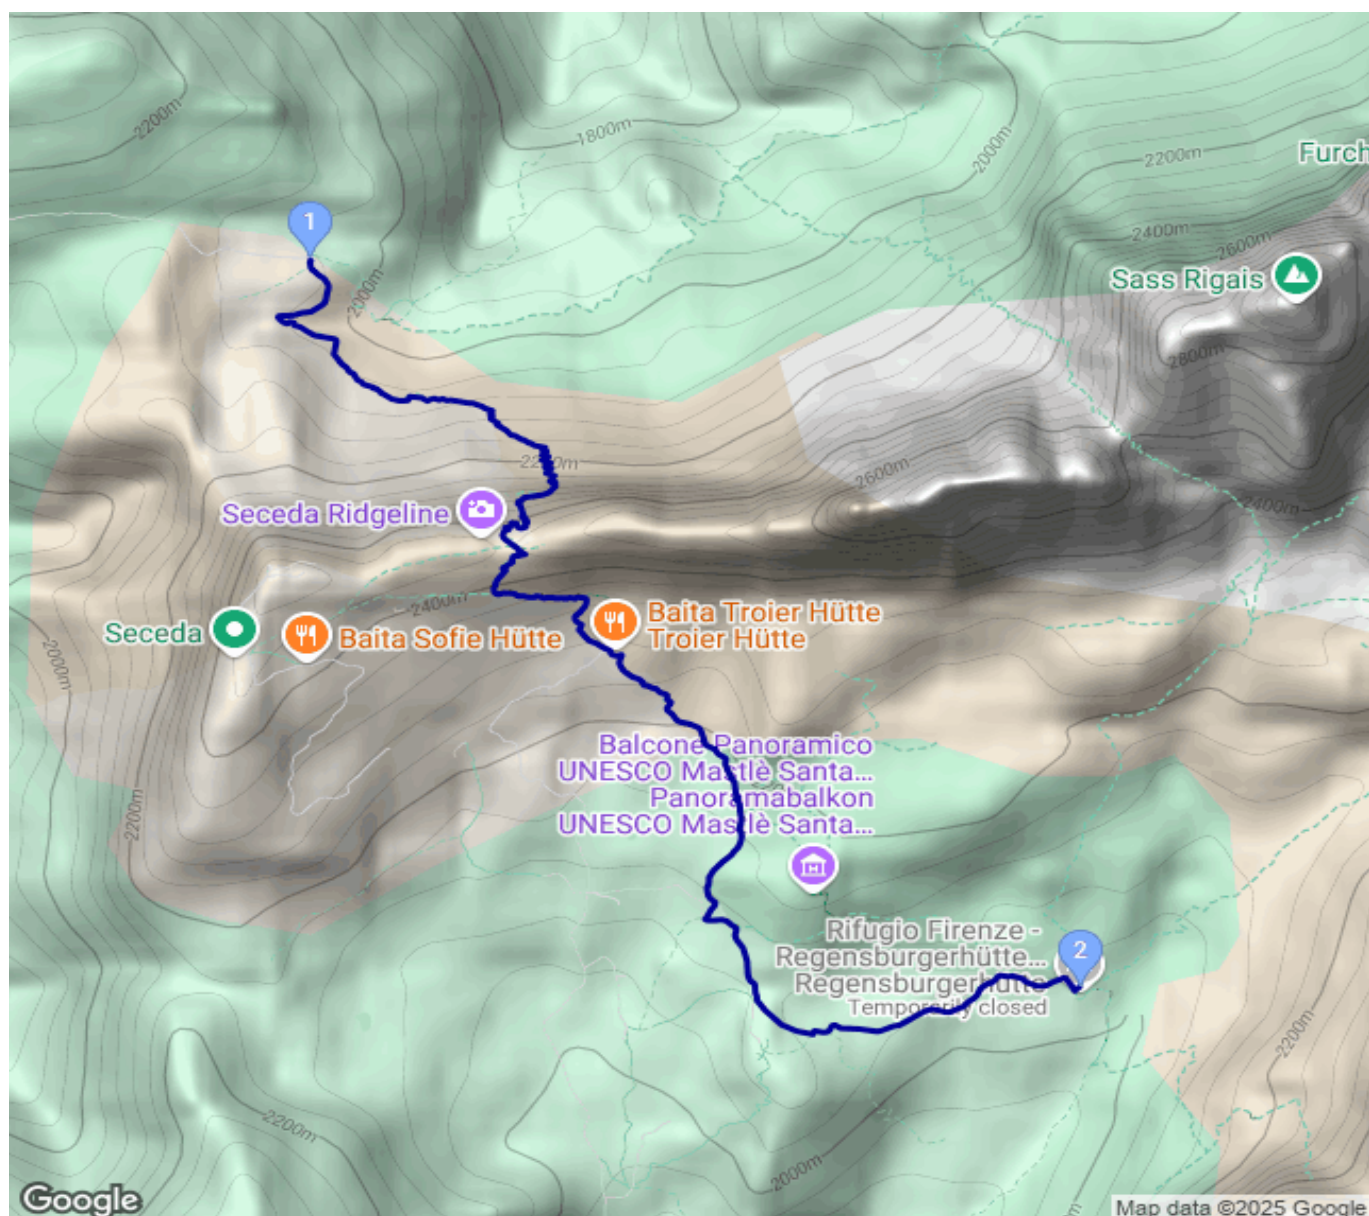 2200m
1800m
2000m
2200m
Furch
1
2400m
2600m
Sass Rigais
2000m
2800m
2200m
2600m
Seceda Ridgeline
2400m
2400m
Baita Troier Hütte
Troier Hütte
Seceda
Baita Sofie Hütte
2000m
Balcone Panoramico
UNESCO Mastlè Santa...
Panoramabalkon
UNESCO Mastlè Santa...
2200m
Rifugio Firenze -
Regensburgerhütte...
Regensburgerhütte
Temporarily closed
2
2200m
2200m
2000m
Google
Map data ©2025 Google